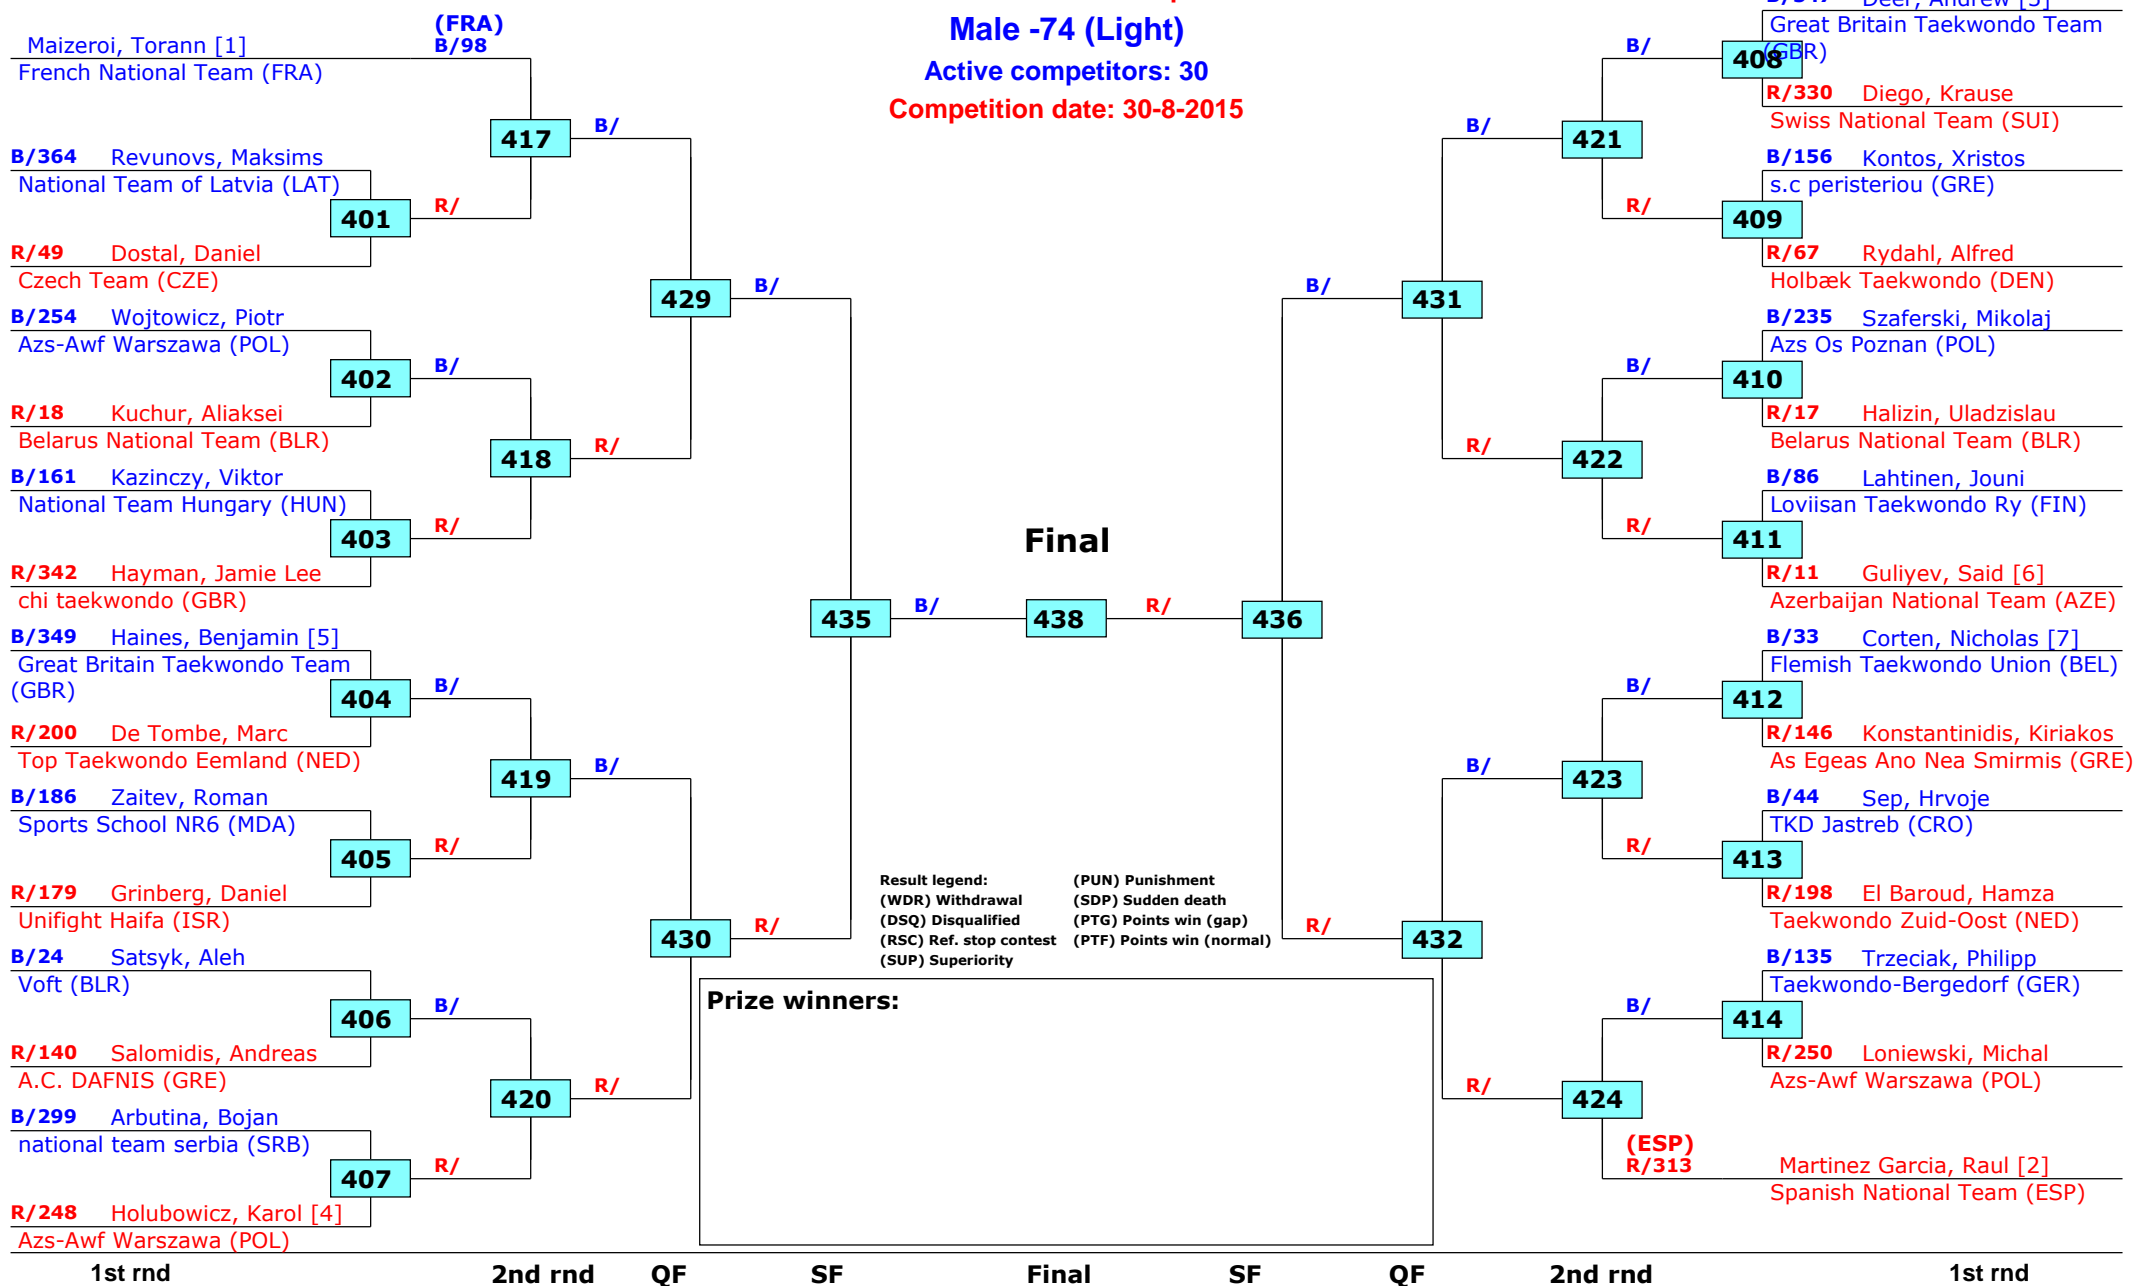 Male -74 (Light)
Active competitors: 30
Competition date: 30-8-2015
(FRA)
Maizeroi, Torann [1]
B/98
French National Team (FRA)
417
B/
B/364 Revunovs, Maksims
National Team of Latvia (LAT)
401
R/
R/49 Dostal, Daniel
Czech Team (CZE)
429
B/
B/254 Wojtowicz, Piotr
Azs-Awf Warszawa (POL)
402
B/
R/18 Kuchur, Aliaksei
Belarus National Team (BLR)
418
R/
B/161 Kazinczy, Viktor
National Team Hungary (HUN)
403
R/
R/342 Hayman, Jamie Lee
chi taekwondo (GBR)
435
B/
B/349 Haines, Benjamin [5]
Great Britain Taekwondo Team
(GBR)
404
B/
R/200 De Tombe, Marc
Top Taekwondo Eemland (NED)
419
B/
B/186 Zaitev, Roman
Sports School NR6 (MDA)
405
R/
R/179 Grinberg, Daniel
Unifight Haifa (ISR)
430
R/
B/24 Satsyk, Aleh
Voft (BLR)
406
B/
R/140 Salomidis, Andreas
A.C. DAFNIS (GRE)
420
R/
B/299 Arbutina, Bojan
national team serbia (SRB)
407
R/
R/248 Holubowicz, Karol [4]
Azs-Awf Warszawa (POL)
Final
438
R/
436
Great Britain Taekwondo Team
(GBR)
B/
408
R/330 Diego, Krause
Swiss National Team (SUI)
B/
421
B/156 Kontos, Xristos
s.c peristeriou (GRE)
R/
409
R/67 Rydahl, Alfred
Holbæk Taekwondo (DEN)
B/
431
B/235 Szaferski, Mikolaj
Azs Os Poznan (POL)
B/
410
R/17 Halizin, Uladzislau
Belarus National Team (BLR)
R/
422
B/86 Lahtinen, Jouni
Loviisan Taekwondo Ry (FIN)
R/
411
R/11 Guliyev, Said [6]
Azerbaijan National Team (AZE)
B/33 Corten, Nicholas [7]
Flemish Taekwondo Union (BEL)
B/
412
R/146 Konstantinidis, Kiriakos
As Egeas Ano Nea Smirmis (GRE)
B/
423
B/44 Sep, Hrvoje
TKD Jastreb (CRO)
R/
413
R/198 El Baroud, Hamza
Taekwondo Zuid-Oost (NED)
R/
432
B/135 Trzeciak, Philipp
Taekwondo-Bergedorf (GER)
B/
414
R/250 Loniewski, Michal
Azs-Awf Warszawa (POL)
R/
424
(ESP)
R/313 Martinez Garcia, Raul [2]
Spanish National Team (ESP)
Result legend: (PUN) Punishment
(WDR) Withdrawal (SDP) Sudden death
(DSQ) Disqualified (PTG) Points win (gap)
(RSC) Ref. stop contest (PTF) Points win (normal)
(SUP) Superiority
Prize winners:
1st rnd 2nd rnd QF SF Final SF QF 2nd rnd 1st rnd